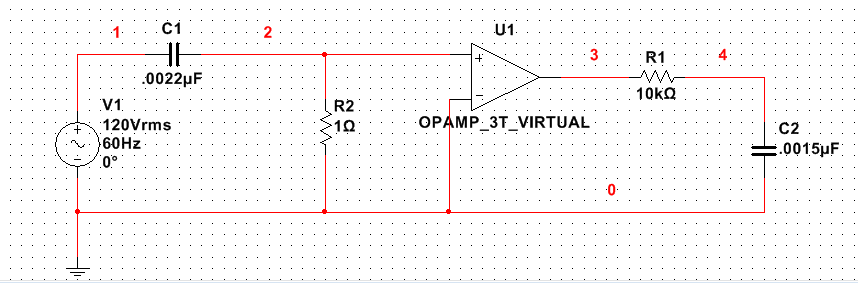 1
C1
.0022µF
2
U1
+
−
OPAMP_3T_VIRTUAL
3
R1
10kΩ
4
V1
120Vrms
60Hz
0°
+
−
R2
1Ω
C2
.0015µF
0